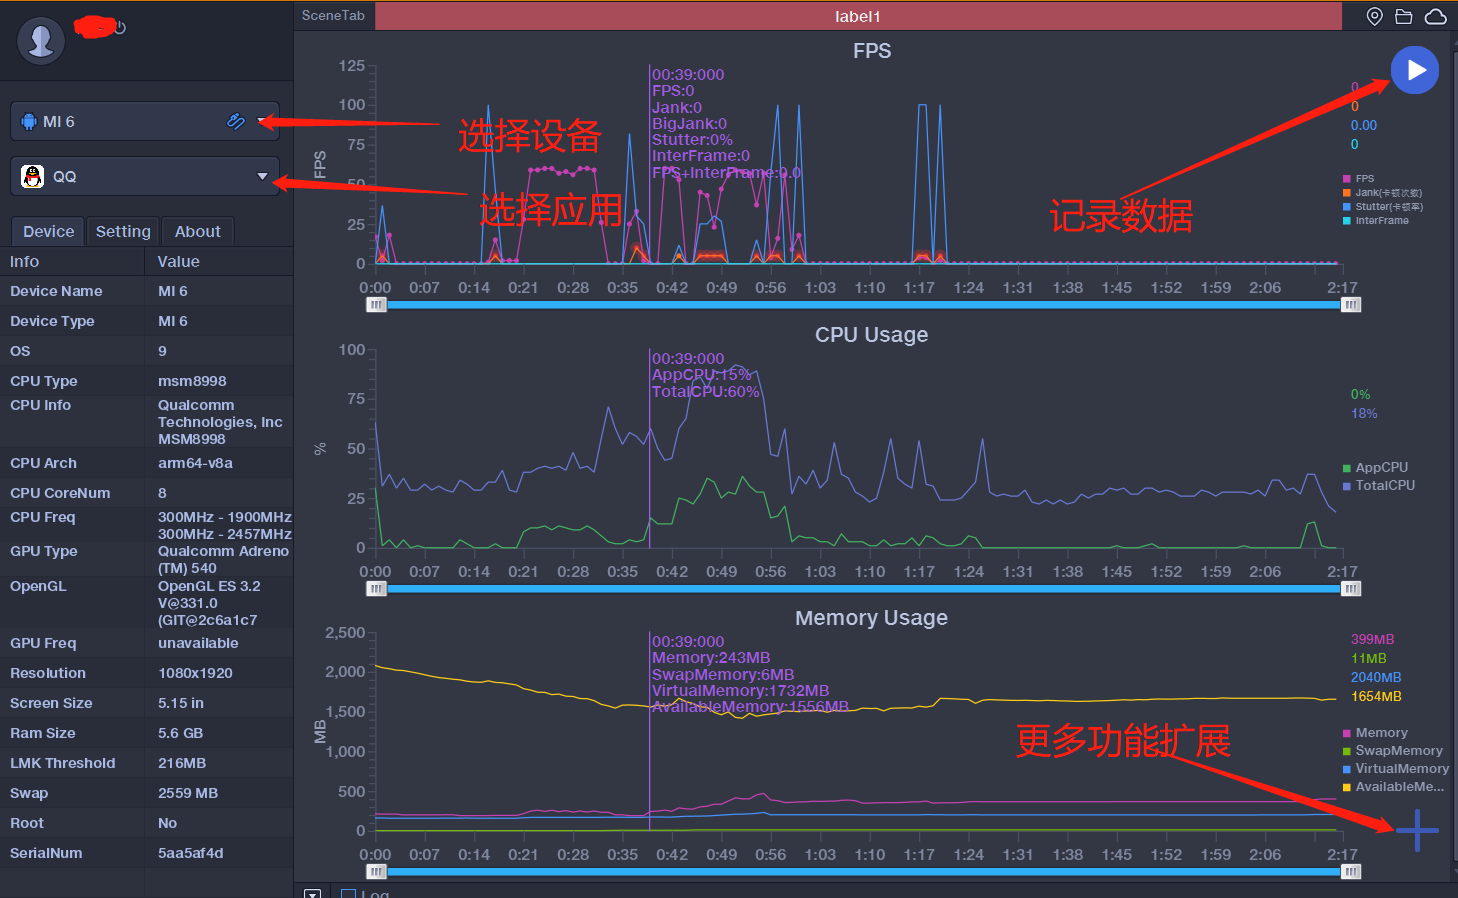 SceneTab
label1
MI 6
QQ
选择设备
选择应用
记录数据
更多功能扩展
Device
Setting
About
Info Value
Device Name MI 6
Device Type MI 6
OS 9
CPU Type msm8998
CPU Info Qualcomm
Technologies, Inc
MSM8998
CPU Arch arm64-v8a
CPU CoreNum 8
CPU Freq 300MHz - 1900MHz
300MHz - 2457MHz
GPU Type Qualcomm Adreno
(TM) 540
OpenGL OpenGL ES 3.2
V@331.0
(GIT@2c6a1c7
GPU Freq unavailable
Resolution 1080x1920
Screen Size 5.15 in
Ram Size 5.6 GB
LMK Threshold 216MB
Swap 2559 MB
Root No
SerialNum 5aa5af4d
FPS
FPS
125
100
75
50
25
0
00:39:000
FPS:0
Jank:0
BigJank:0
Stutter:0%
InterFrame:0
FPS+InterFrame:0.0
0
0
0.00
0
FPS
Jank(卡顿次数)
Stutter(卡顿率)
InterFrame
0:00 0:07 0:14 0:21 0:28 0:35 0:42 0:49 0:56 1:03 1:10 1:17 1:24 1:31 1:38 1:45 1:52 1:59 2:06 2:17
CPU Usage
%
100
75
50
25
0
00:39:000
AppCPU:15%
TotalCPU:60%
0%
18%
AppCPU
TotalCPU
0:00 0:07 0:14 0:21 0:28 0:35 0:42 0:49 0:56 1:03 1:10 1:17 1:24 1:31 1:38 1:45 1:52 1:59 2:06 2:17
Memory Usage
MB
2,500
2,000
1,500
1,000
500
0
00:39:000
Memory:243MB
SwapMemory:6MB
VirtualMemory:1732MB
AvailableMemory:1556MB
399MB
11MB
2040MB
1654MB
Memory
SwapMemory
VirtualMemory
AvailableMe...
0:00 0:07 0:14 0:21 0:28 0:35 0:42 0:49 0:56 1:03 1:10 1:17 1:24 1:31 1:38 1:45 1:52 1:59 2:06 2:17
Log